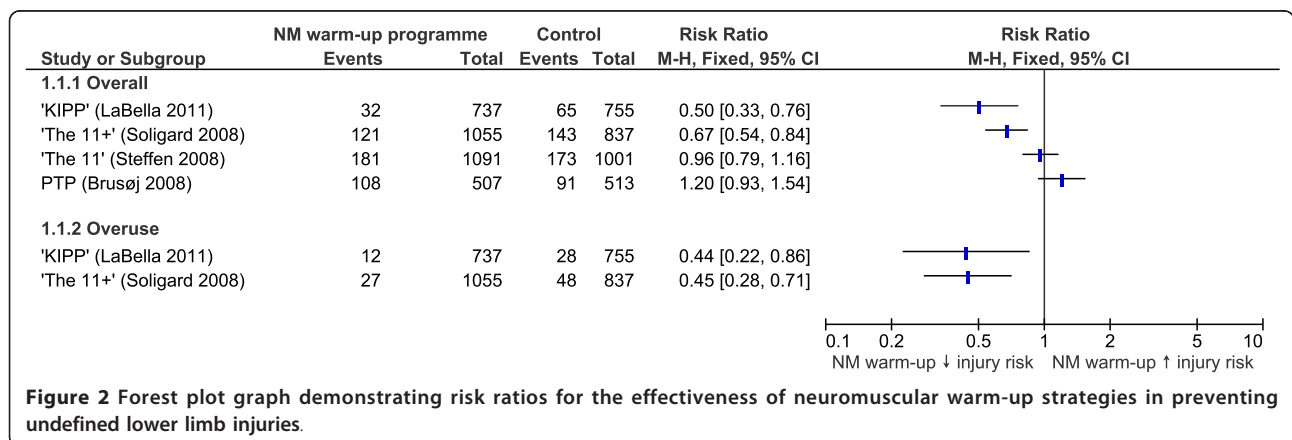 NM warm-up programme Control Risk Ratio Risk Ratio
Study or Subgroup Events Total Events Total M-H, Fixed, 95% CI M-H, Fixed, 95% CI
1.1.1 Overall
'KIPP' (LaBella 2011) 32 737 65 755 0.50 [0.33, 0.76]
'The 11+' (Soligard 2008) 121 1055 143 837 0.67 [0.54, 0.84]
'The 11' (Steffen 2008) 181 1091 173 1001 0.96 [0.79, 1.16]
PTP (Brusøj 2008) 108 507 91 513 1.20 [0.93, 1.54]
1.1.2 Overuse
'KIPP' (LaBella 2011) 12 737 28 755 0.44 [0.22, 0.86]
'The 11+' (Soligard 2008) 27 1055 48 837 0.45 [0.28, 0.71]
0.1 0.2 0.5 1 2 5 10
NM warm-up ↓ injury risk NM warm-up ↑ injury risk
Figure 2 Forest plot graph demonstrating risk ratios for the effectiveness of neuromuscular warm-up strategies in preventing
undefined lower limb injuries.